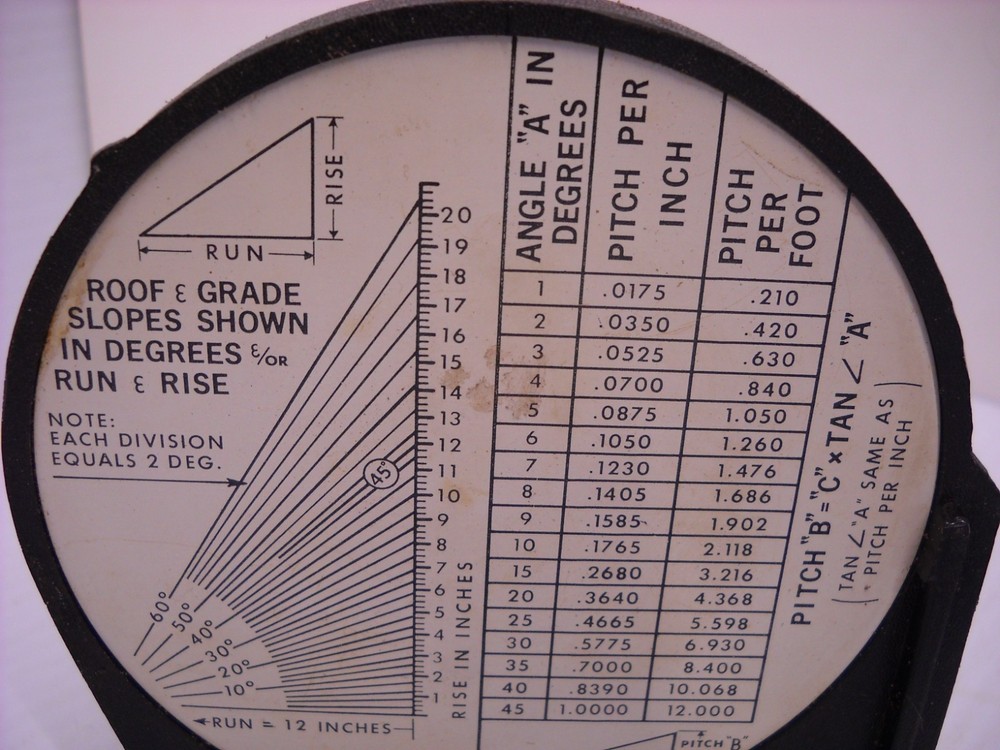 RISE
RUN
ROOF & GRADE
SLOPES SHOWN
IN DEGREES &/OR
RUN & RISE
NOTE:
EACH DIVISION
EQUALS 2 DEG.
60° 50° 40° 30° 20° 10°
45°
20
19
18
17
16
15
14
13
12
11
10
9
8
7
6
5
4
3
2
1
RISE IN INCHES
RUN = 12 INCHES
ANGLE "A" IN DEGREES PITCH PER INCH PITCH PER FOOT
1 .0175 .210
2 .0350 .420
3 .0525 .630
4 .0700 .840
5 .0875 1.050
6 .1050 1.260
7 .1230 1.476
8 .1405 1.686
9 .1585 1.902
10 .1765 2.118
15 .2680 3.216
20 .3640 4.368
25 .4665 5.598
30 .5775 6.930
35 .7000 8.400
40 .8390 10.068
45 1.0000 12.000
PITCH "B" = "C" × TAN ∠ "A"
(TAN ∠ "A" SAME AS
PITCH PER INCH)
PITCH "B"